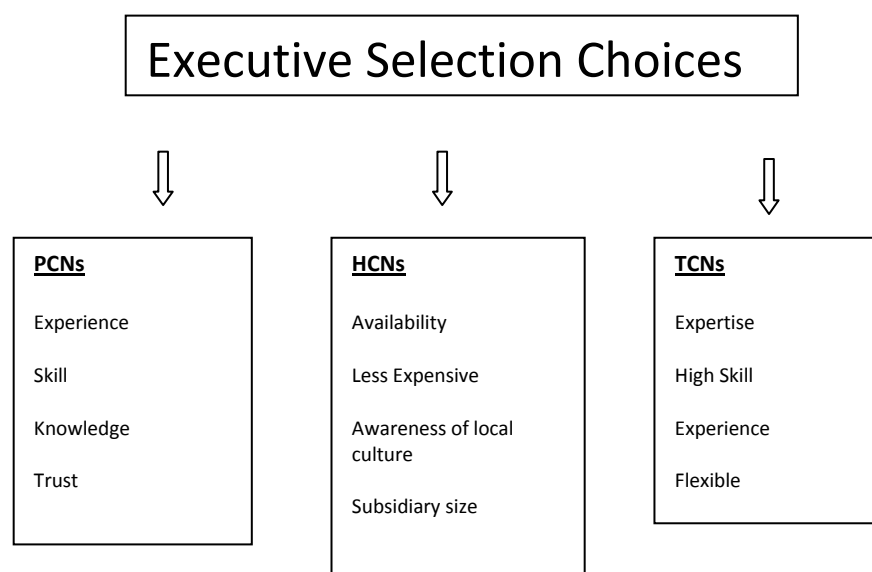 Executive Selection Choices
PCNs
Experience
Skill
Knowledge
Trust
HCNs
Availability
Less Expensive
Awareness of local
culture
Subsidiary size
TCNs
Expertise
High Skill
Experience
Flexible